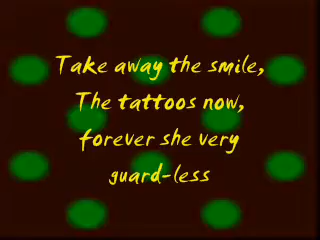 Take away the smile,
The tattoos now,
forever she very
guard-less